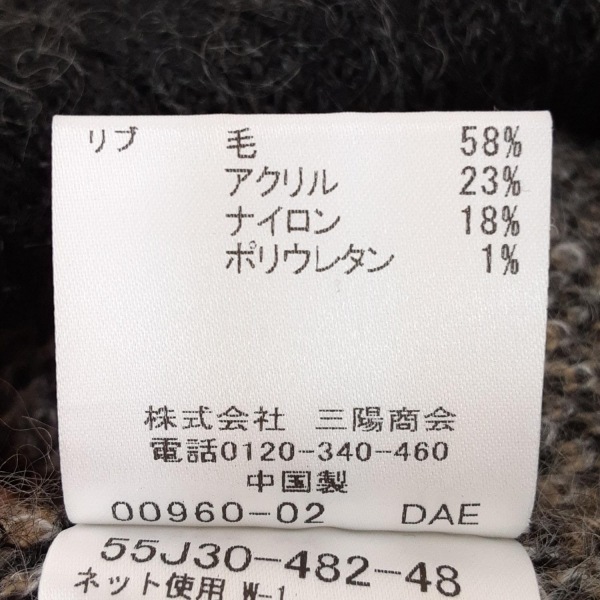 リブ 毛 58%
アクリル 23%
ナイロン 18%
ポリウレタン 1%
株式会社 三陽商会
電話0120-340-460
中国製
00960-02 DAE
55J30-482-48
ネット使用 W-1